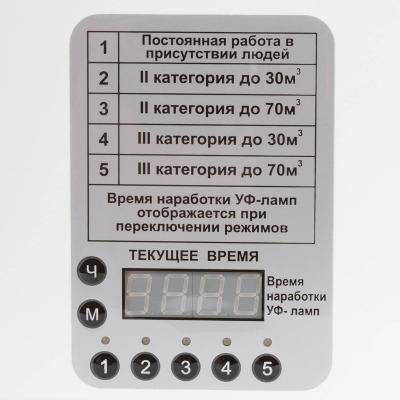 1 Постоянная работа в
присутствии людей
2 II категория до 30м³
3 II категория до 70м³
4 III категория до 30м³
5 III категория до 70м³
Время наработки УФ-ламп
отображается при
переключении режимов
ТЕКУЩЕЕ ВРЕМЯ
Ч
М
Время
наработки
УФ- ламп
1 2 3 4 5